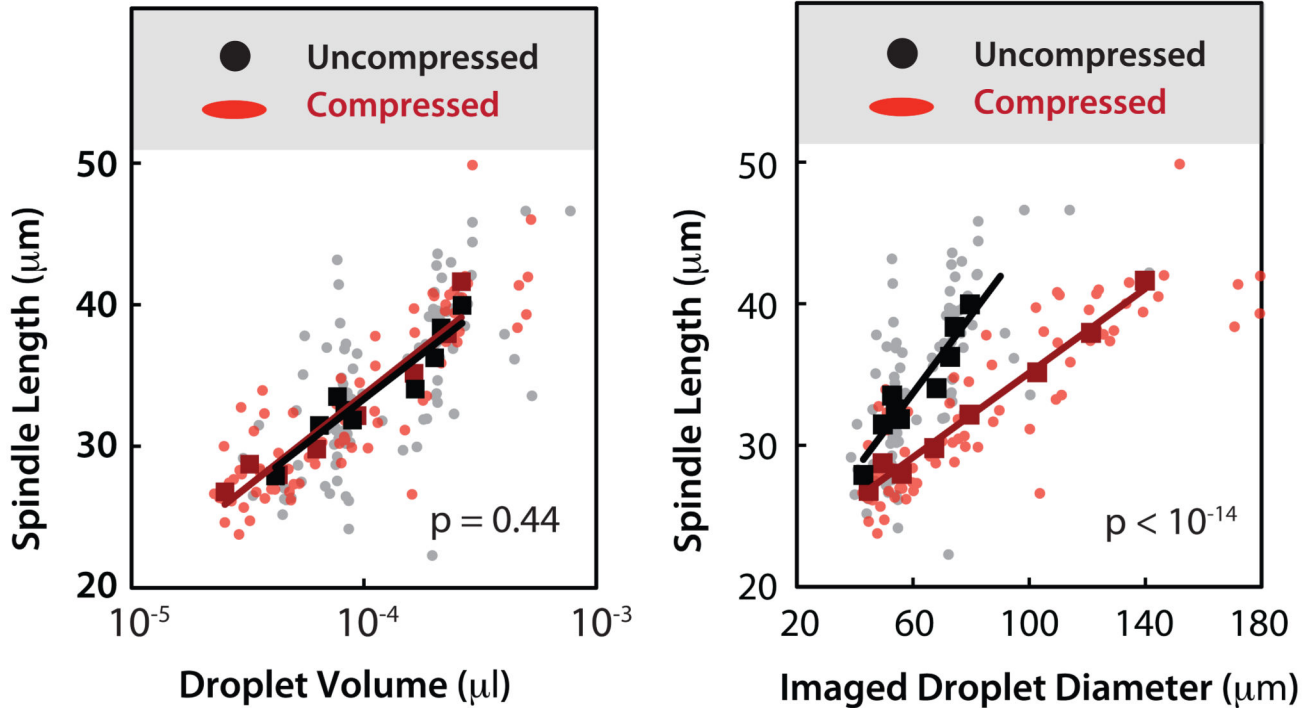 Uncompressed
Compressed
50
40
30
20
Spindle Length (μm)
p = 0.44
10⁻⁵
10⁻⁴
10⁻³
Droplet Volume (μl)
Uncompressed
Compressed
50
40
30
20
Spindle Length (μm)
p < 10⁻¹⁴
20
60
100
140
180
Imaged Droplet Diameter (μm)